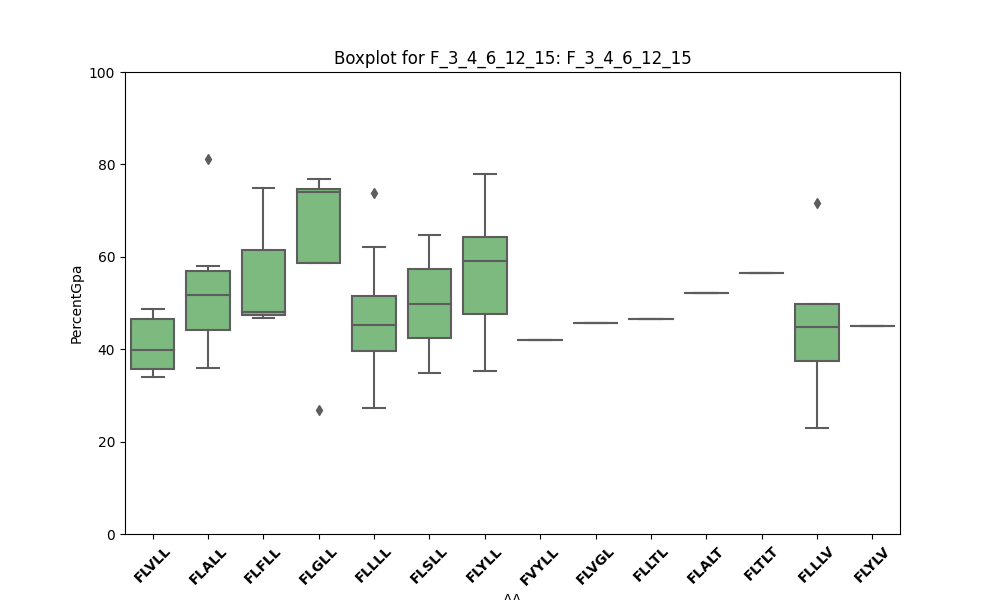 Boxplot for F_3_4_6_12_15: F_3_4_6_12_15
100
80
60
40
20
0
PercentGpa
FLVLL FLALL FLFLL FLGLL FLLLL FLSLL FLYLL FVYLL FLVGL FLLTL FLALT FLTLT FLLLV FLYLV
AA